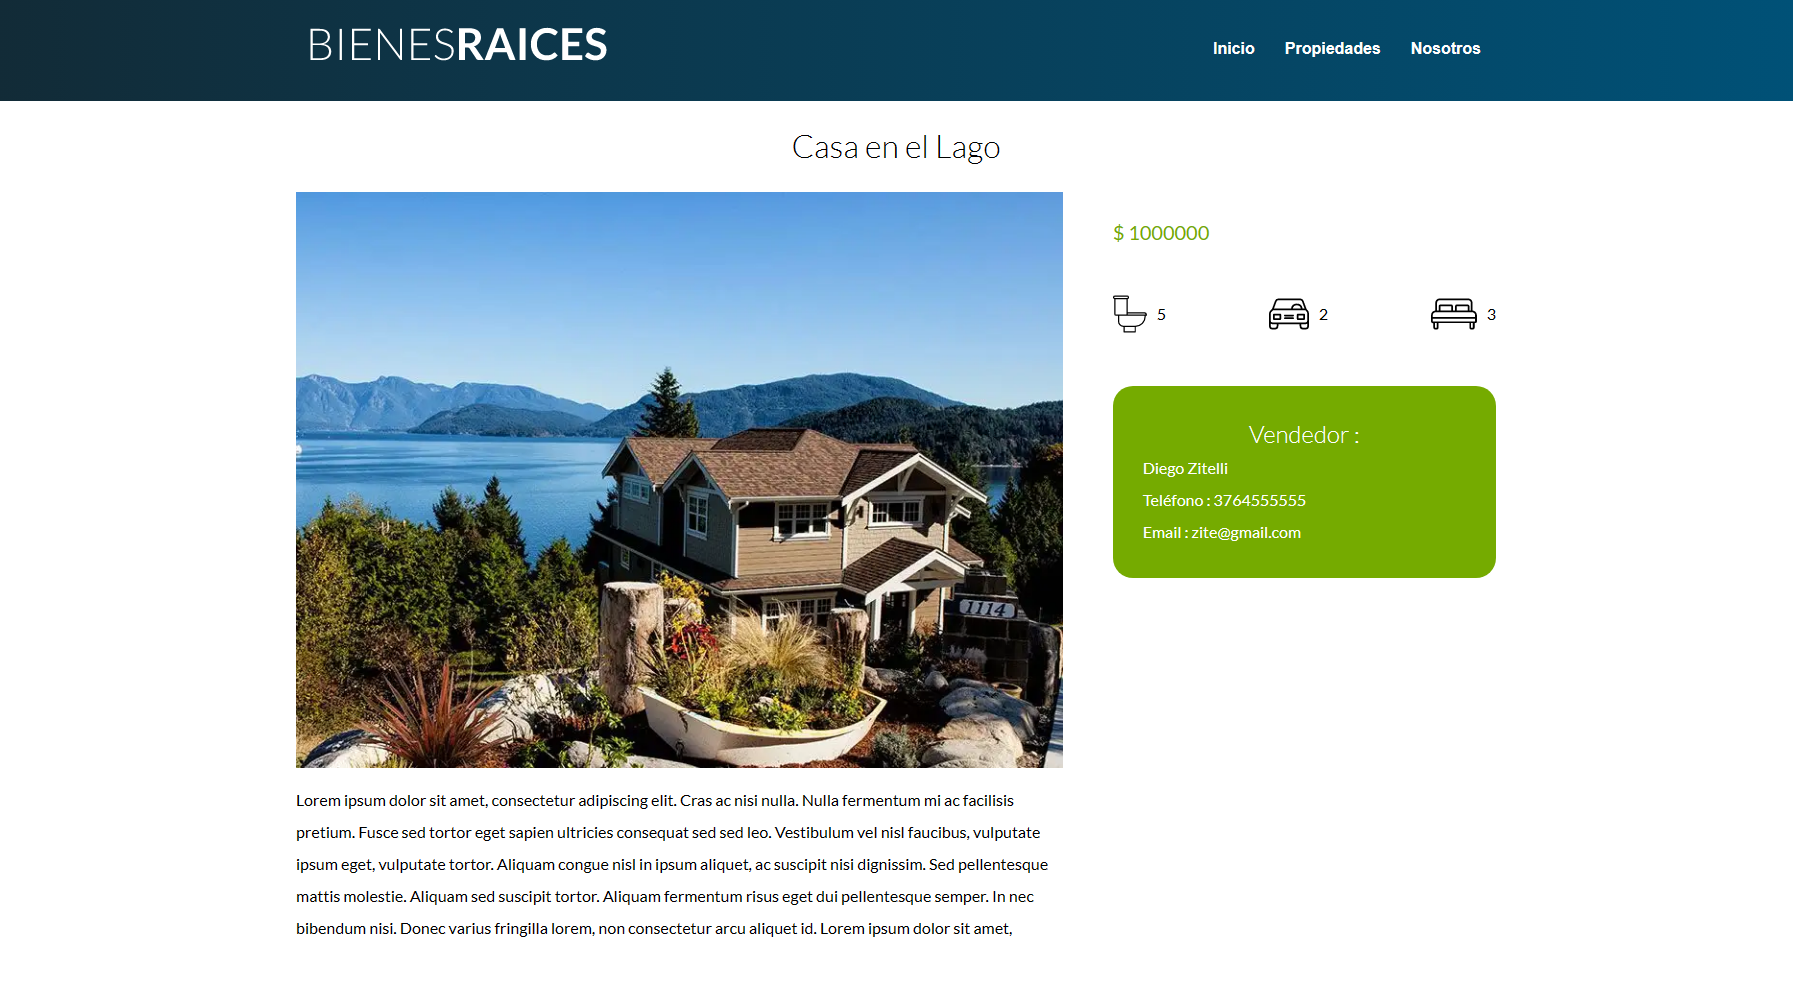 BIENESRAICES
Inicio Propiedades Nosotros
Casa en el Lago
$ 1000000
5 2 3
Vendedor :
Diego Zitelli
Teléfono : 3764555555
Email : zite@gmail.com
1114
Lorem ipsum dolor sit amet, consectetur adipiscing elit. Cras ac nisi nulla. Nulla fermentum mi ac facilisis
pretium. Fusce sed tortor eget sapien ultricies consequat sed sed leo. Vestibulum vel nisl faucibus, vulputate
ipsum eget, vulputate tortor. Aliquam congue nisl in ipsum aliquet, ac suscipit nisi dignissim. Sed pellentesque
mattis molestie. Aliquam sed suscipit tortor. Aliquam fermentum risus eget dui pellentesque semper. In nec
bibendum nisi. Donec varius fringilla lorem, non consectetur arcu aliquet id. Lorem ipsum dolor sit amet,